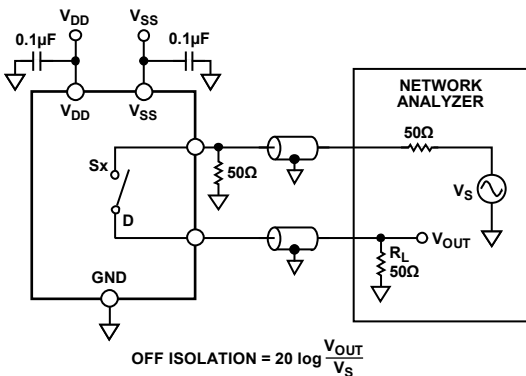 VDD
VSS
0.1µF
0.1µF
VDD
VSS
NETWORK
ANALYZER
50Ω
Sx
50Ω
VS
D
VOUT
RL
50Ω
GND
OFF ISOLATION = 20 log VOUT
VS